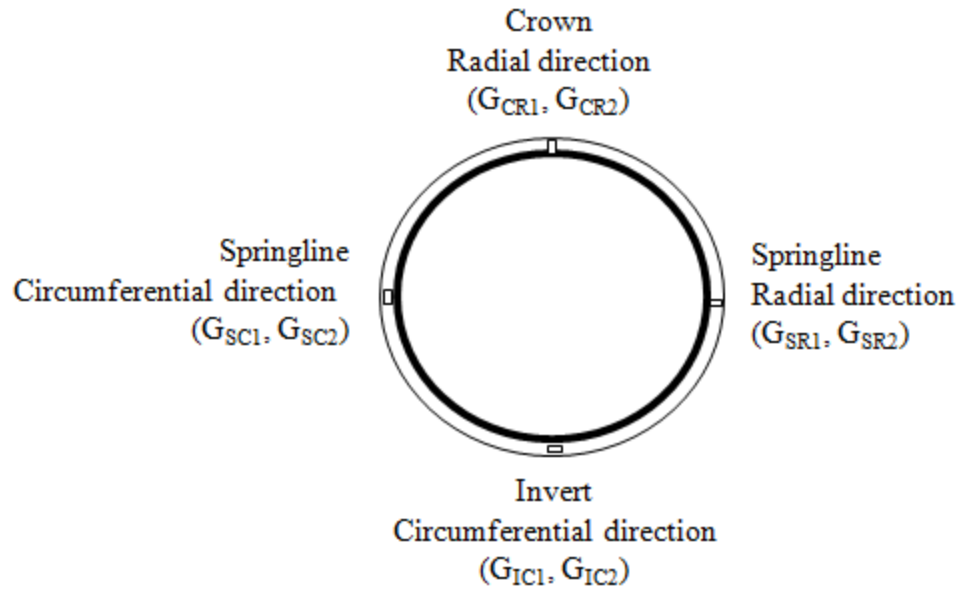 Crown
Radial direction
(GCR1, GCR2)
Springline
Circumferential direction
(GSC1, GSC2)
Springline
Radial direction
(GSR1, GSR2)
Invert
Circumferential direction
(GIC1, GIC2)